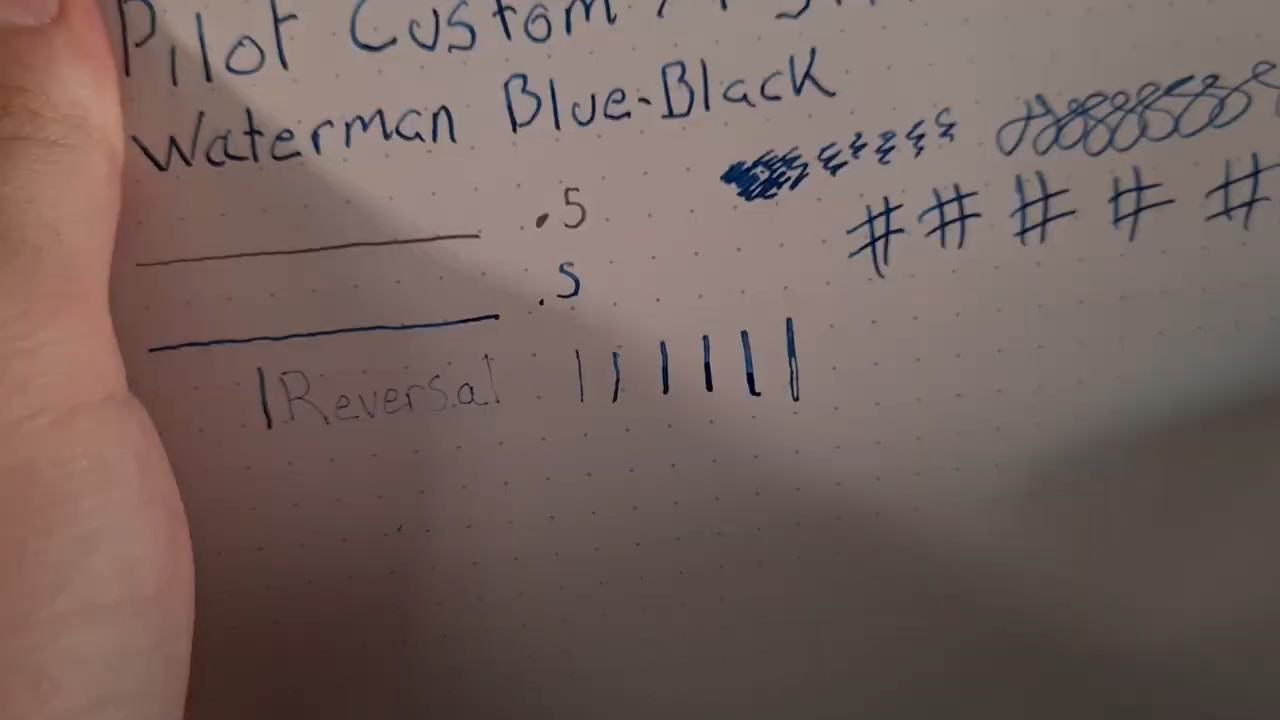 Pilot Custom
Waterman Blue-Black
.5
# # # # #
.5
Reversal